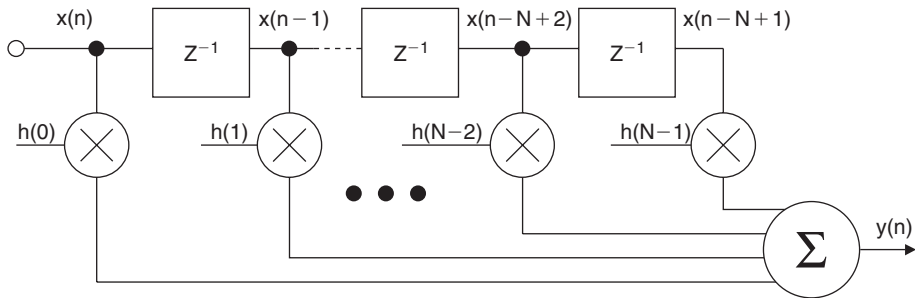 x(n) x(n−1) x(n−N+2) x(n−N+1)
Z⁻¹ Z⁻¹ Z⁻¹
h(0) h(1) h(N−2) h(N−1)
Σ y(n)